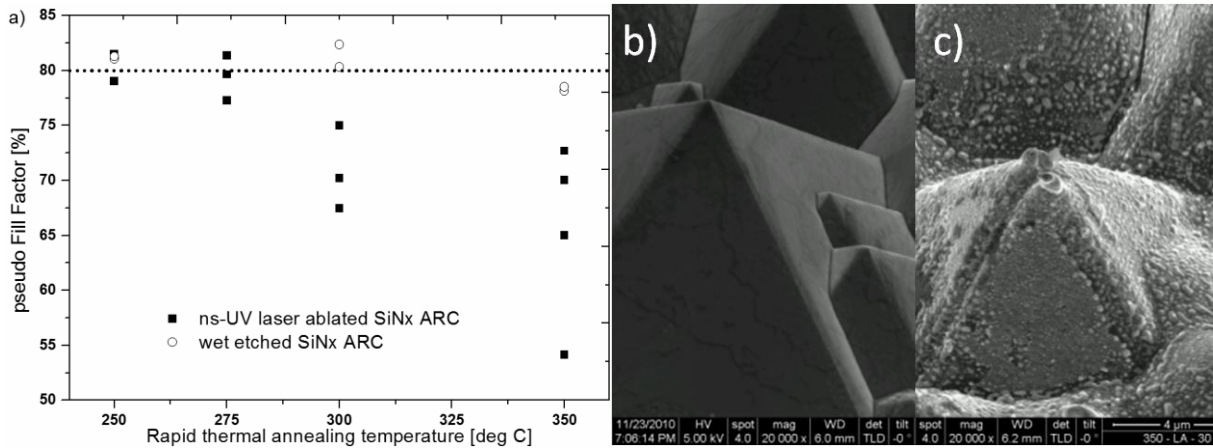 a)
85
80
75
70
65
60
55
50
pseudo Fill Factor [%]
ns-UV laser ablated SiNx ARC
wet etched SiNx ARC
250 275 300 325 350
Rapid thermal annealing temperature [deg C]
b)
11/23/2010 HV spot mag WD det tilt
7:06:14 PM 5.00 kV 4.0 20 000 x 6.0 mm TLD -0 °
c)
spot mag WD det tilt 4 µm
4.0 20 000 x 6.2 mm TLD -0 °